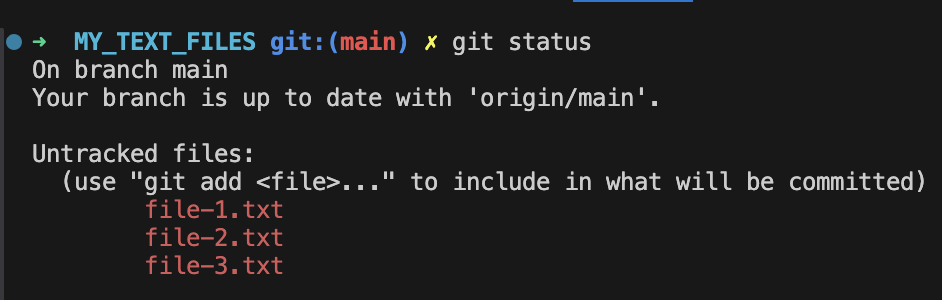 ➜ MY_TEXT_FILES git:(main) ✗ git status
On branch main
Your branch is up to date with 'origin/main'.
Untracked files:
(use "git add <file>..." to include in what will be committed)
file-1.txt
file-2.txt
file-3.txt